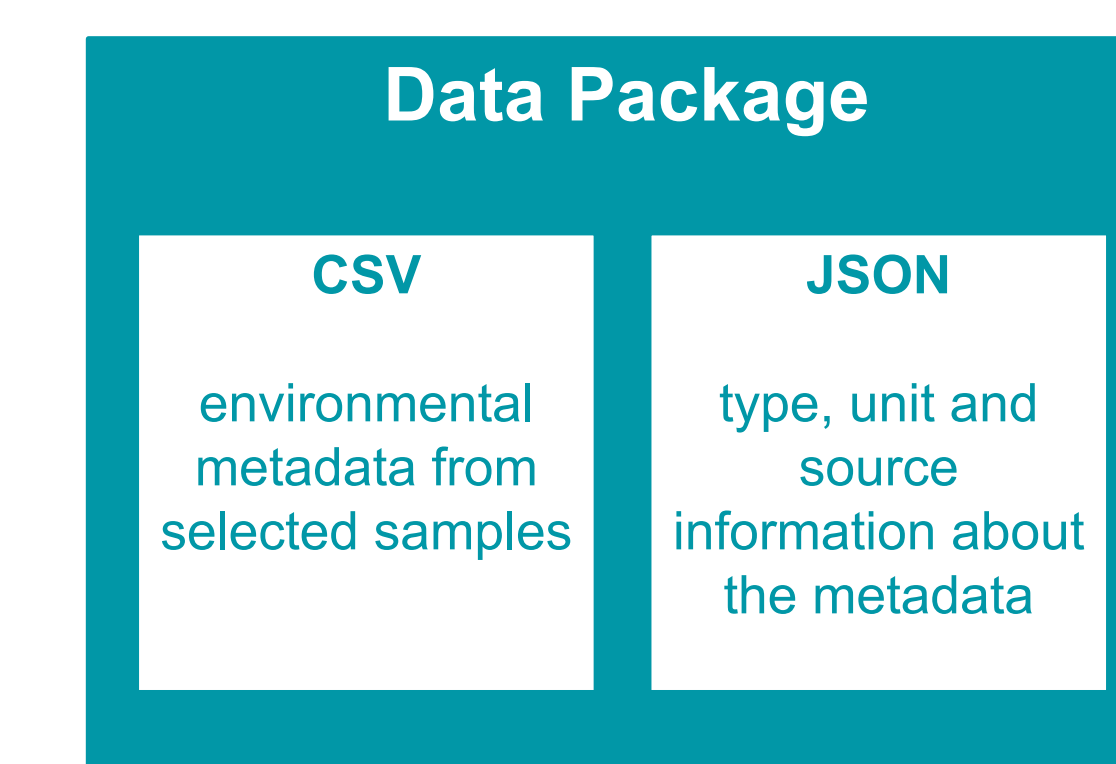 Data Package
CSV
environmental
metadata from
selected samples
JSON
type, unit and
source
information about
the metadata